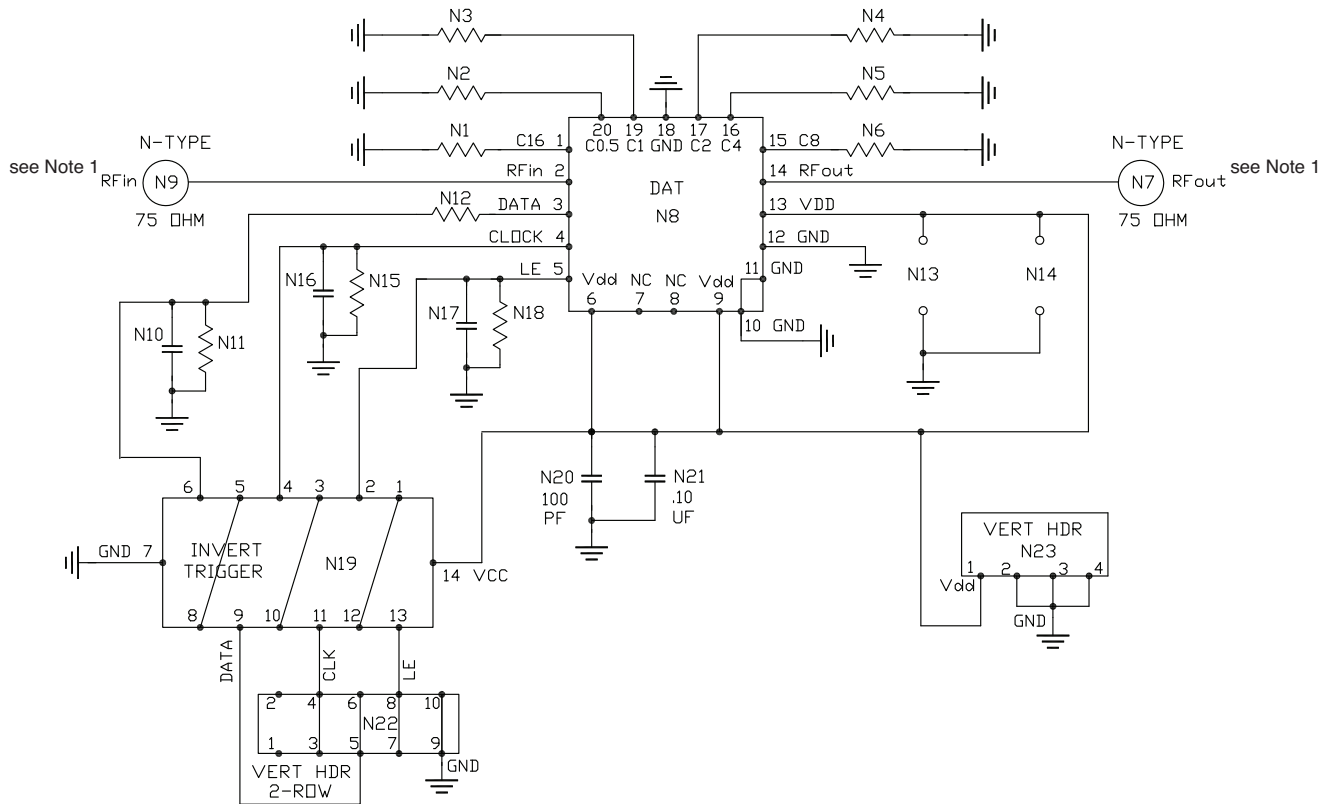 N3
N4
N2
N5
N1
C16 1
20 19 18 17 16
C0.5 C1 GND C2 C4
15 C8
N6
N-TYPE
see Note 1
RFin
N9
75 OHM
RFin 2
DAT
N8
14 RFout
N-TYPE
N7
RFout
see Note 1
75 OHM
N12
DATA 3
13 VDD
CLOCK 4
12 GND
LE 5
11
GND
Vdd NC NC Vdd
6 7 8 9
10 GND
N16
N15
N17
N18
N13
N14
N10
N11
N20
100
PF
N21
.10
UF
6 5 4 3 2 1
GND 7
INVERT
TRIGGER
N19
14 VCC
8 9 10 11 12 13
VERT HDR
N23
1 2 3 4
Vdd
GND
DATA
CLK
LE
2 4 6 8 10
N22
1 3 5 7 9
VERT HDR
2-ROW
GND